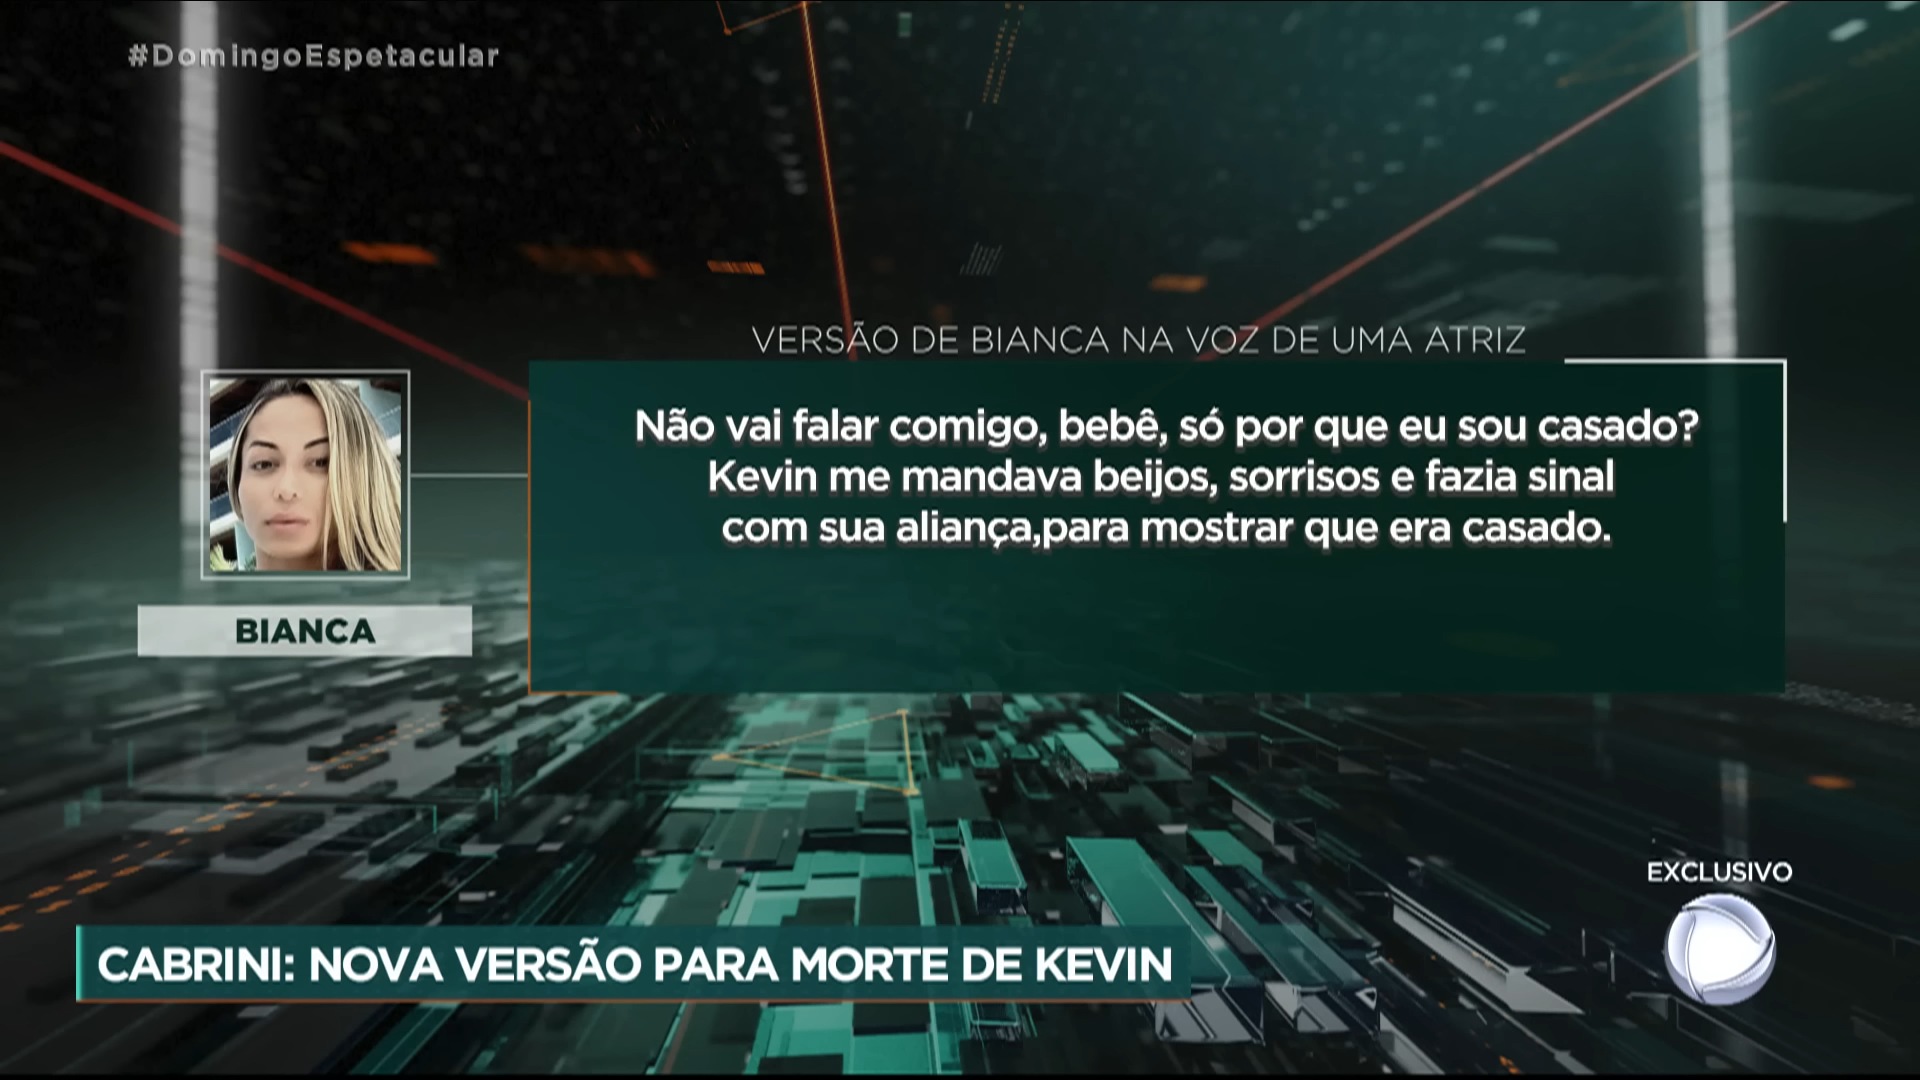 #DomingoEspetacular
VERSÃO DE BIANCA NA VOZ DE UMA ATRIZ
Não vai falar comigo, bebê, só por que eu sou casado?
Kevin me mandava beijos, sorrisos e fazia sinal
com sua aliança,para mostrar que era casado.
BIANCA
EXCLUSIVO
CABRINI: NOVA VERSÃO PARA MORTE DE KEVIN